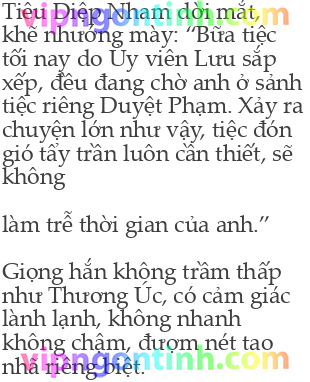 Tiêu Diệp Nham dời mắt,
khẽ nhướng mày: “Bữa tiệc
tối nay do Ủy viên Lưu sắp
xếp, đều đang chờ anh ở sảnh
tiệc riêng Duyệt Phạm. Xảy ra
chuyện lớn như vậy, tiệc đón
gió tẩy trần luôn cần thiết, sẽ
không
làm trễ thời gian của anh.”
Giọng hắn không trầm thấp
như Thương Úc, có cảm giác
lành lạnh, không nhanh
không chậm, đượm nét tao
nhã riêng biệt.
vipngontinh.com
vipngontinh.com